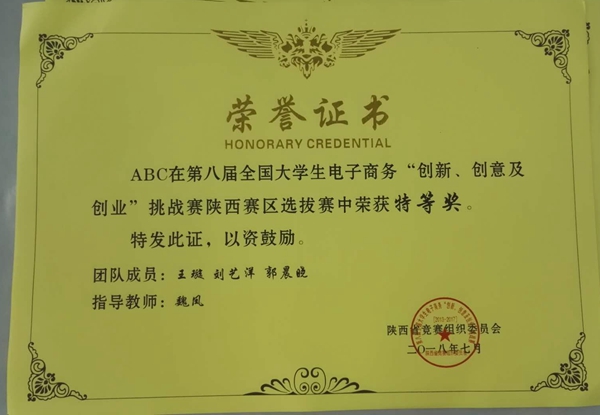 荣誉证书
HONORARY CREDENTIAL
ABC在第八届全国大学生电子商务“创新、创意及
创业”挑战赛陕西赛区选拔赛中荣获特等奖。
特发此证，以资鼓励。
团队成员：王璇 刘艺洋 郭晨晓
指导教师：魏凤
陕西省竞赛组织委员会
二〇一八年七月